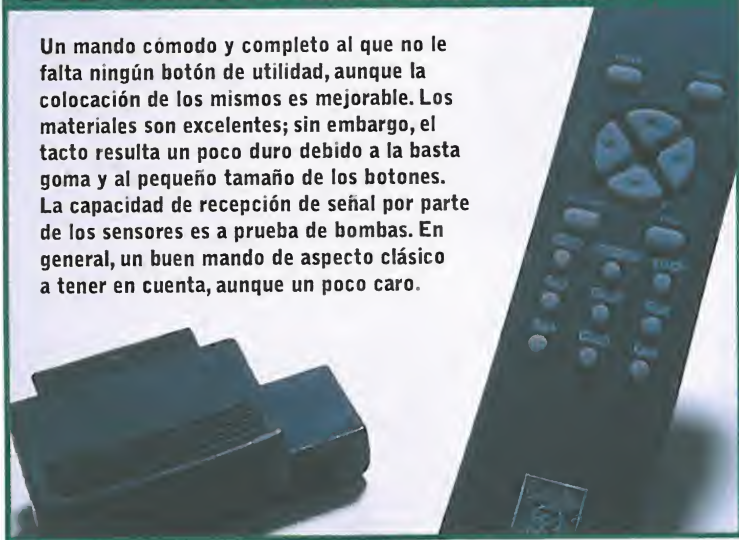 Un mando cómodo y completo al que no le
falta ningún botón de utilidad, aunque la
colocación de los mismos es mejorable. Los
materiales son excelentes; sin embargo, el
tacto resulta un poco duro debido a la basta
goma y al pequeño tamaño de los botones.
La capacidad de recepción de señal por parte
de los sensores es a prueba de bombas. En
general, un buen mando de aspecto clásico
a tener en cuenta, aunque un poco caro.